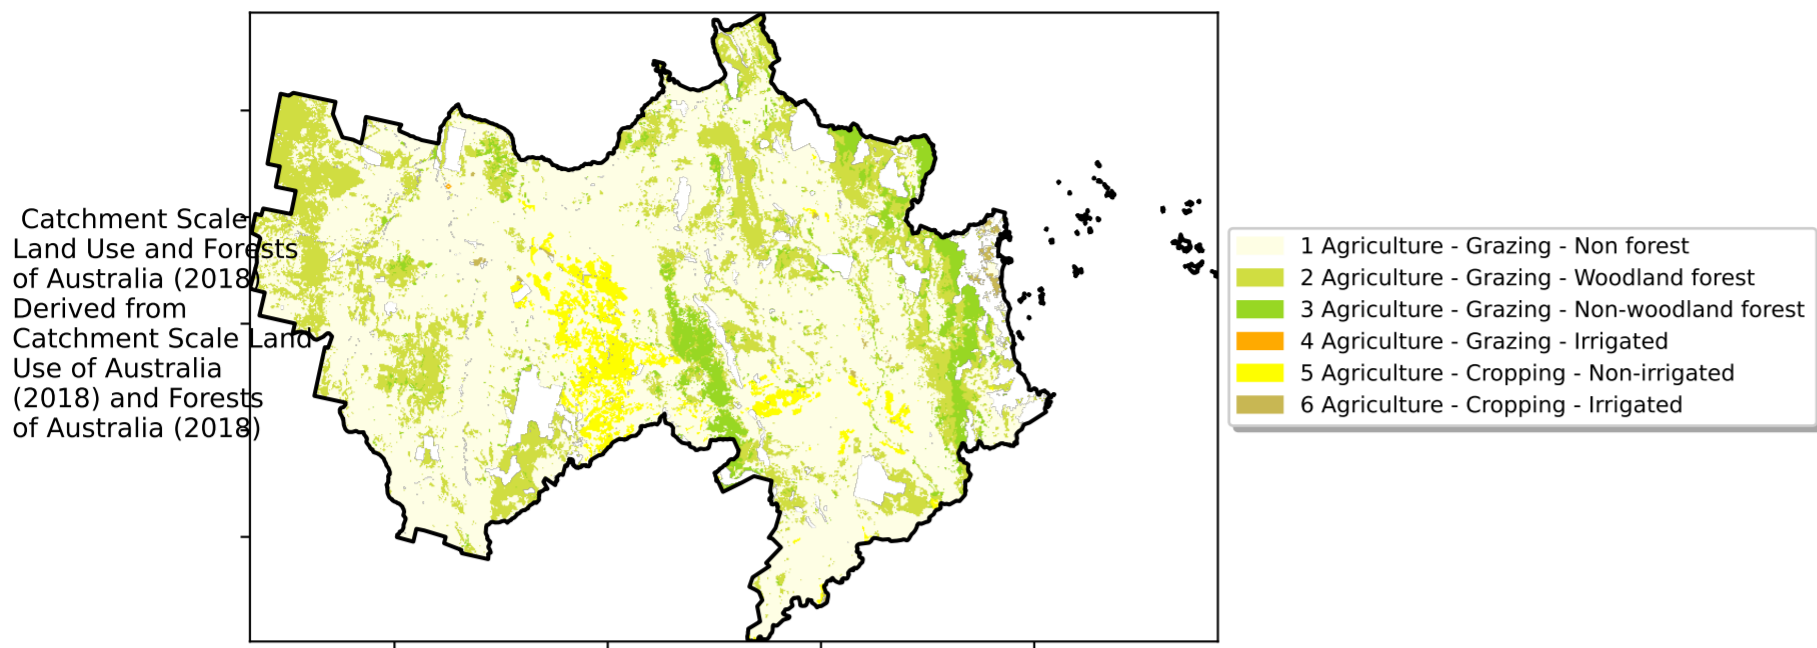 Catchment Scale
Land Use and Forests
of Australia (2018)
Derived from
Catchment Scale Land
Use of Australia
(2018) and Forests
of Australia (2018)
1 Agriculture - Grazing - Non forest
2 Agriculture - Grazing - Woodland forest
3 Agriculture - Grazing - Non-woodland forest
4 Agriculture - Grazing - Irrigated
5 Agriculture - Cropping - Non-irrigated
6 Agriculture - Cropping - Irrigated